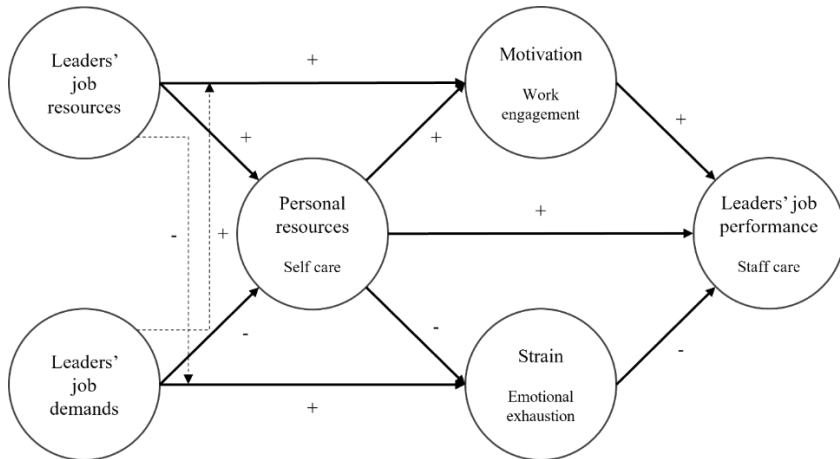 Leaders’
job
resources
+
Motivation
Work
engagement
+
+
+
Personal
resources
Self care
-
+
+
Leaders’ job
performance
Staff care
-
-
-
Leaders’
job
demands
+
Strain
Emotional
exhaustion